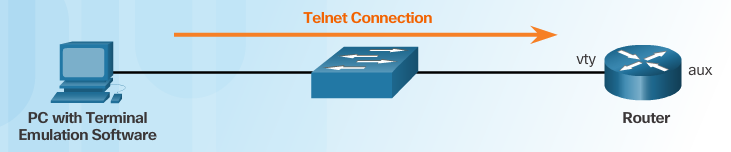 Telnet Connection
vty
aux
PC with Terminal
Emulation Software
Router